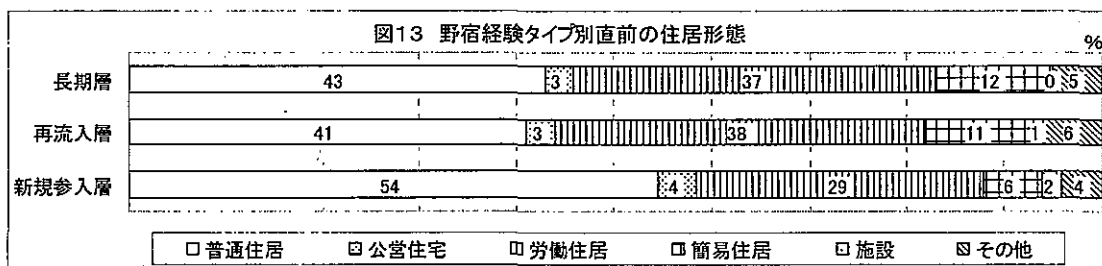 図13 野宿経験タイプ別直前の住居形態
%
長期層 43 3 37 12 0 5
再流入層 41 3 38 11 1 6
新規参入層 54 4 29 6 2 4
普通住居 公営住宅 労働住居 簡易住居 施設 その他